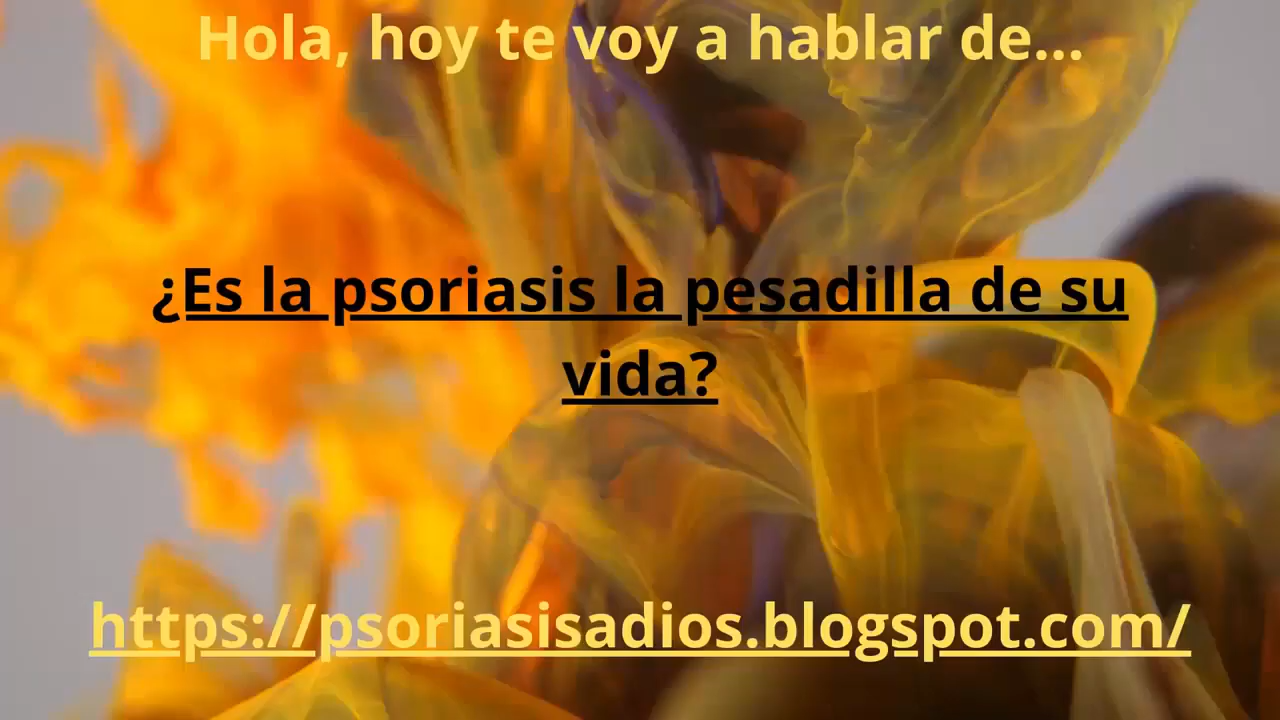 Hola, hoy te voy a hablar de...
¿Es la psoriasis la pesadilla de su
vida?
https://psoriasisadios.blogspot.com/